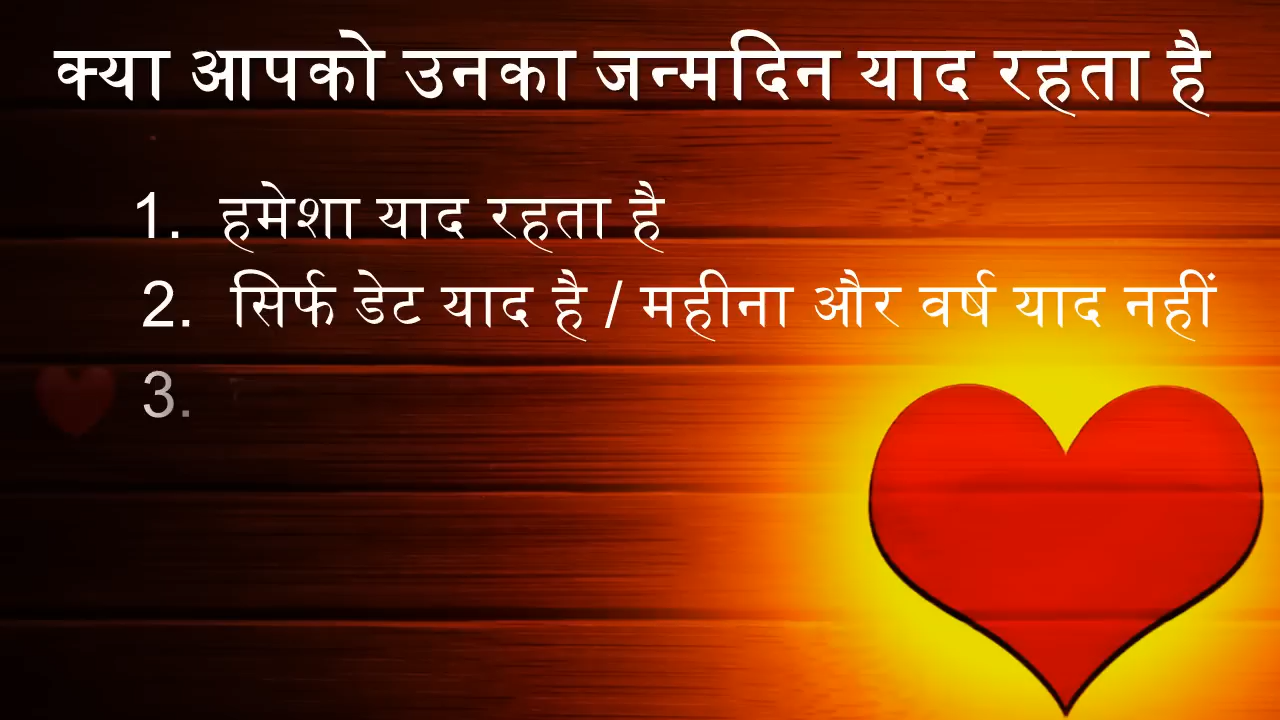 क्या आपको उनका जन्मदिन याद रहता है
1. हमेशा याद रहता है
2. सिर्फ डेट याद है / महीना और वर्ष याद नहीं
3.